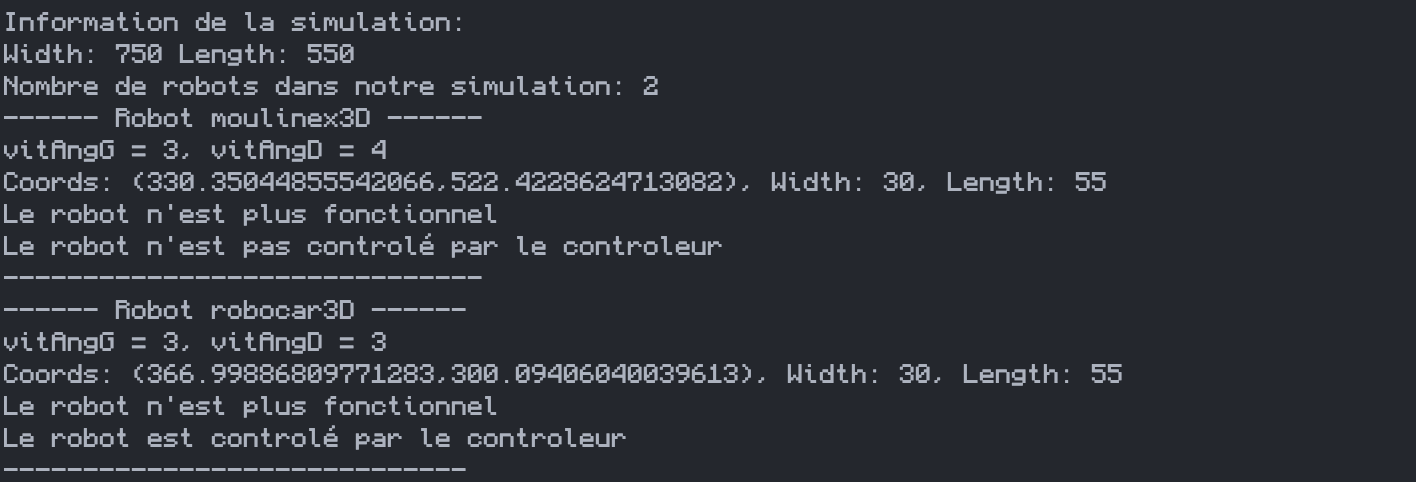 Information de la simulation:
Width: 750 Length: 550
Nombre de robots dans notre simulation: 2
------ Robot moulinex3D ------
vitAngG = 3, vitAngD = 4
Coords: (330.35044855542066,522.4228624713082), Width: 30, Length: 55
Le robot n'est plus fonctionnel
Le robot n'est pas controlé par le controleur
------------------------------
------ Robot robocar3D ------
vitAngG = 3, vitAngD = 3
Coords: (366.99886809771283,300.09406040039613), Width: 30, Length: 55
Le robot n'est plus fonctionnel
Le robot est controlé par le controleur
-----------------------------